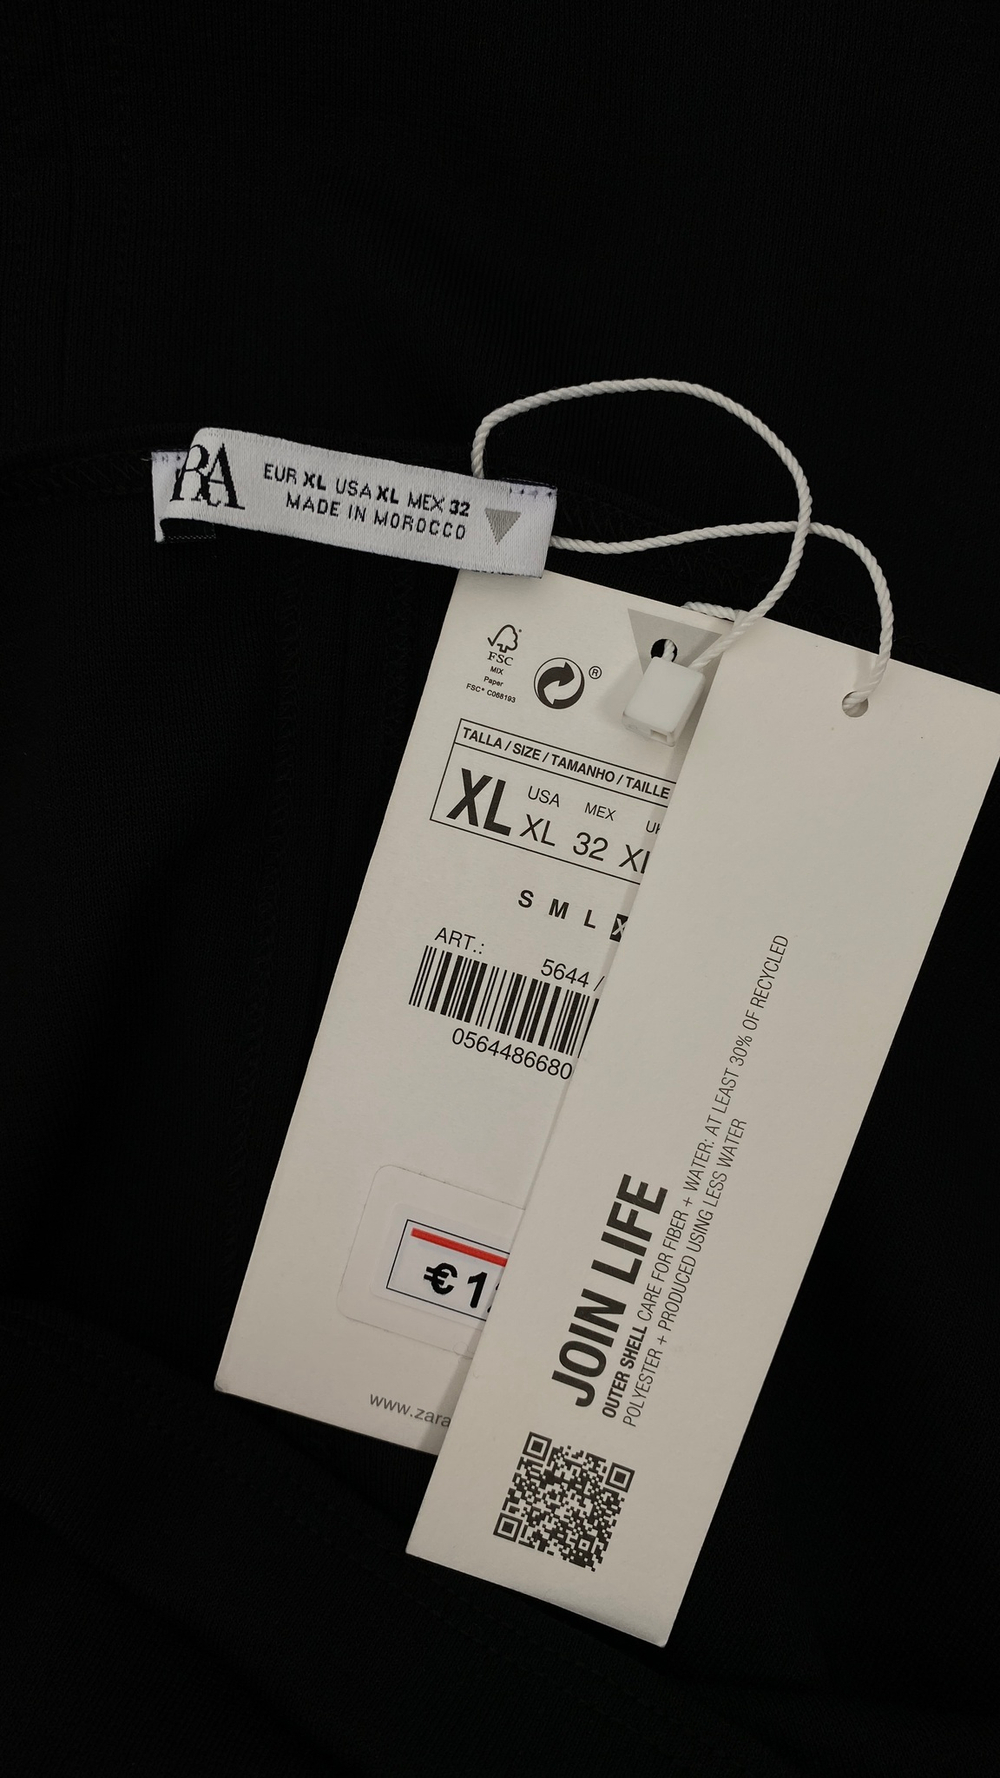 RA
EUR XL USA XL MEX 32
MADE IN MOROCCO
FSC
MIX
Paper
FSC® C068193
®
TALLA / SIZE / TAMANHO / TAILLE
USA MEX
XL XL 32
S M L X
ART.:
5644 /
0564486680
€
www.zara
JOIN LIFE
OUTER SHELL CARE FOR FIBER + WATER: AT LEAST 30% OF RECYCLED
POLYESTER + PRODUCED USING LESS WATER